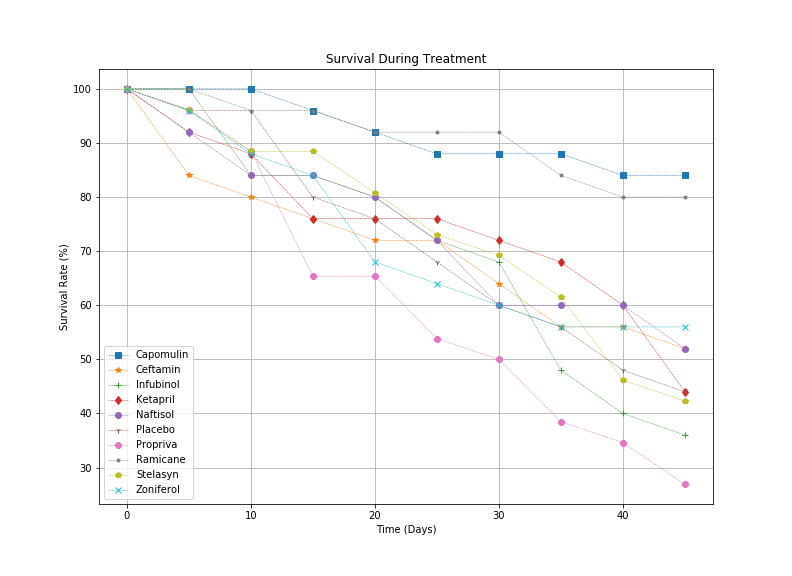 Survival During Treatment
100
90
80
70
60
50
40
30
Survival Rate (%)
Capomulin
Ceftamin
Infubinol
Ketapril
Naftisol
Placebo
Propriva
Ramicane
Stelasyn
Zoniferol
0 10 20 30 40
Time (Days)